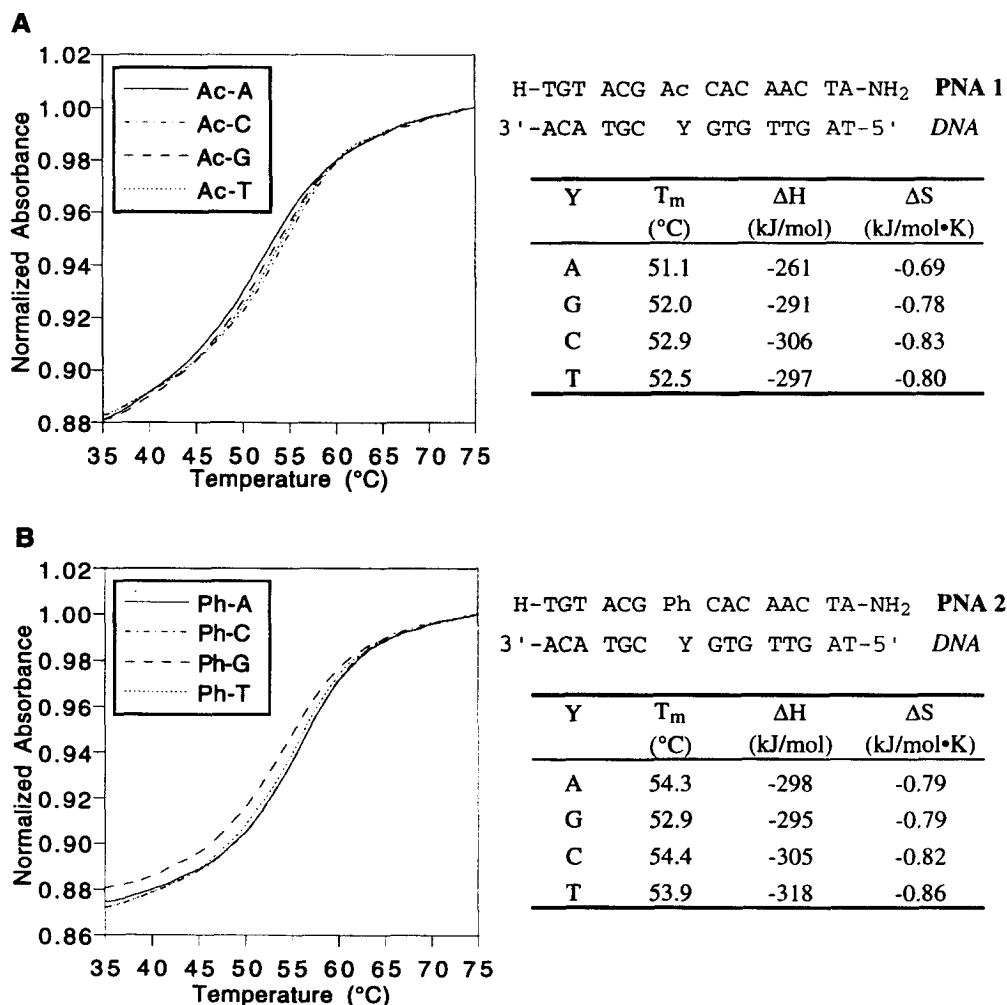 A
1.02
1.00
0.98
0.96
0.94
0.92
0.90
0.88
Normalized Absorbance
Ac-A
Ac-C
Ac-G
Ac-T
35 40 45 50 55 60 65 70 75
Temperature (°C)
H-TGT ACG Ac CAC AAC TA-NH₂ PNA 1
3'-ACA TGC Y GTG TTG AT-5' DNA
Y Tm ΔH ΔS
(°C) (kJ/mol) (kJ/mol•K)
A 51.1 -261 -0.69
G 52.0 -291 -0.78
C 52.9 -306 -0.83
T 52.5 -297 -0.80
B
1.02
1.00
0.98
0.96
0.94
0.92
0.90
0.88
0.86
Normalized Absorbance
Ph-A
Ph-C
Ph-G
Ph-T
35 40 45 50 55 60 65 70 75
Temperature (°C)
H-TGT ACG Ph CAC AAC TA-NH₂ PNA 2
3'-ACA TGC Y GTG TTG AT-5' DNA
Y Tm ΔH ΔS
(°C) (kJ/mol) (kJ/mol•K)
A 54.3 -298 -0.79
G 52.9 -295 -0.79
C 54.4 -305 -0.82
T 53.9 -318 -0.86